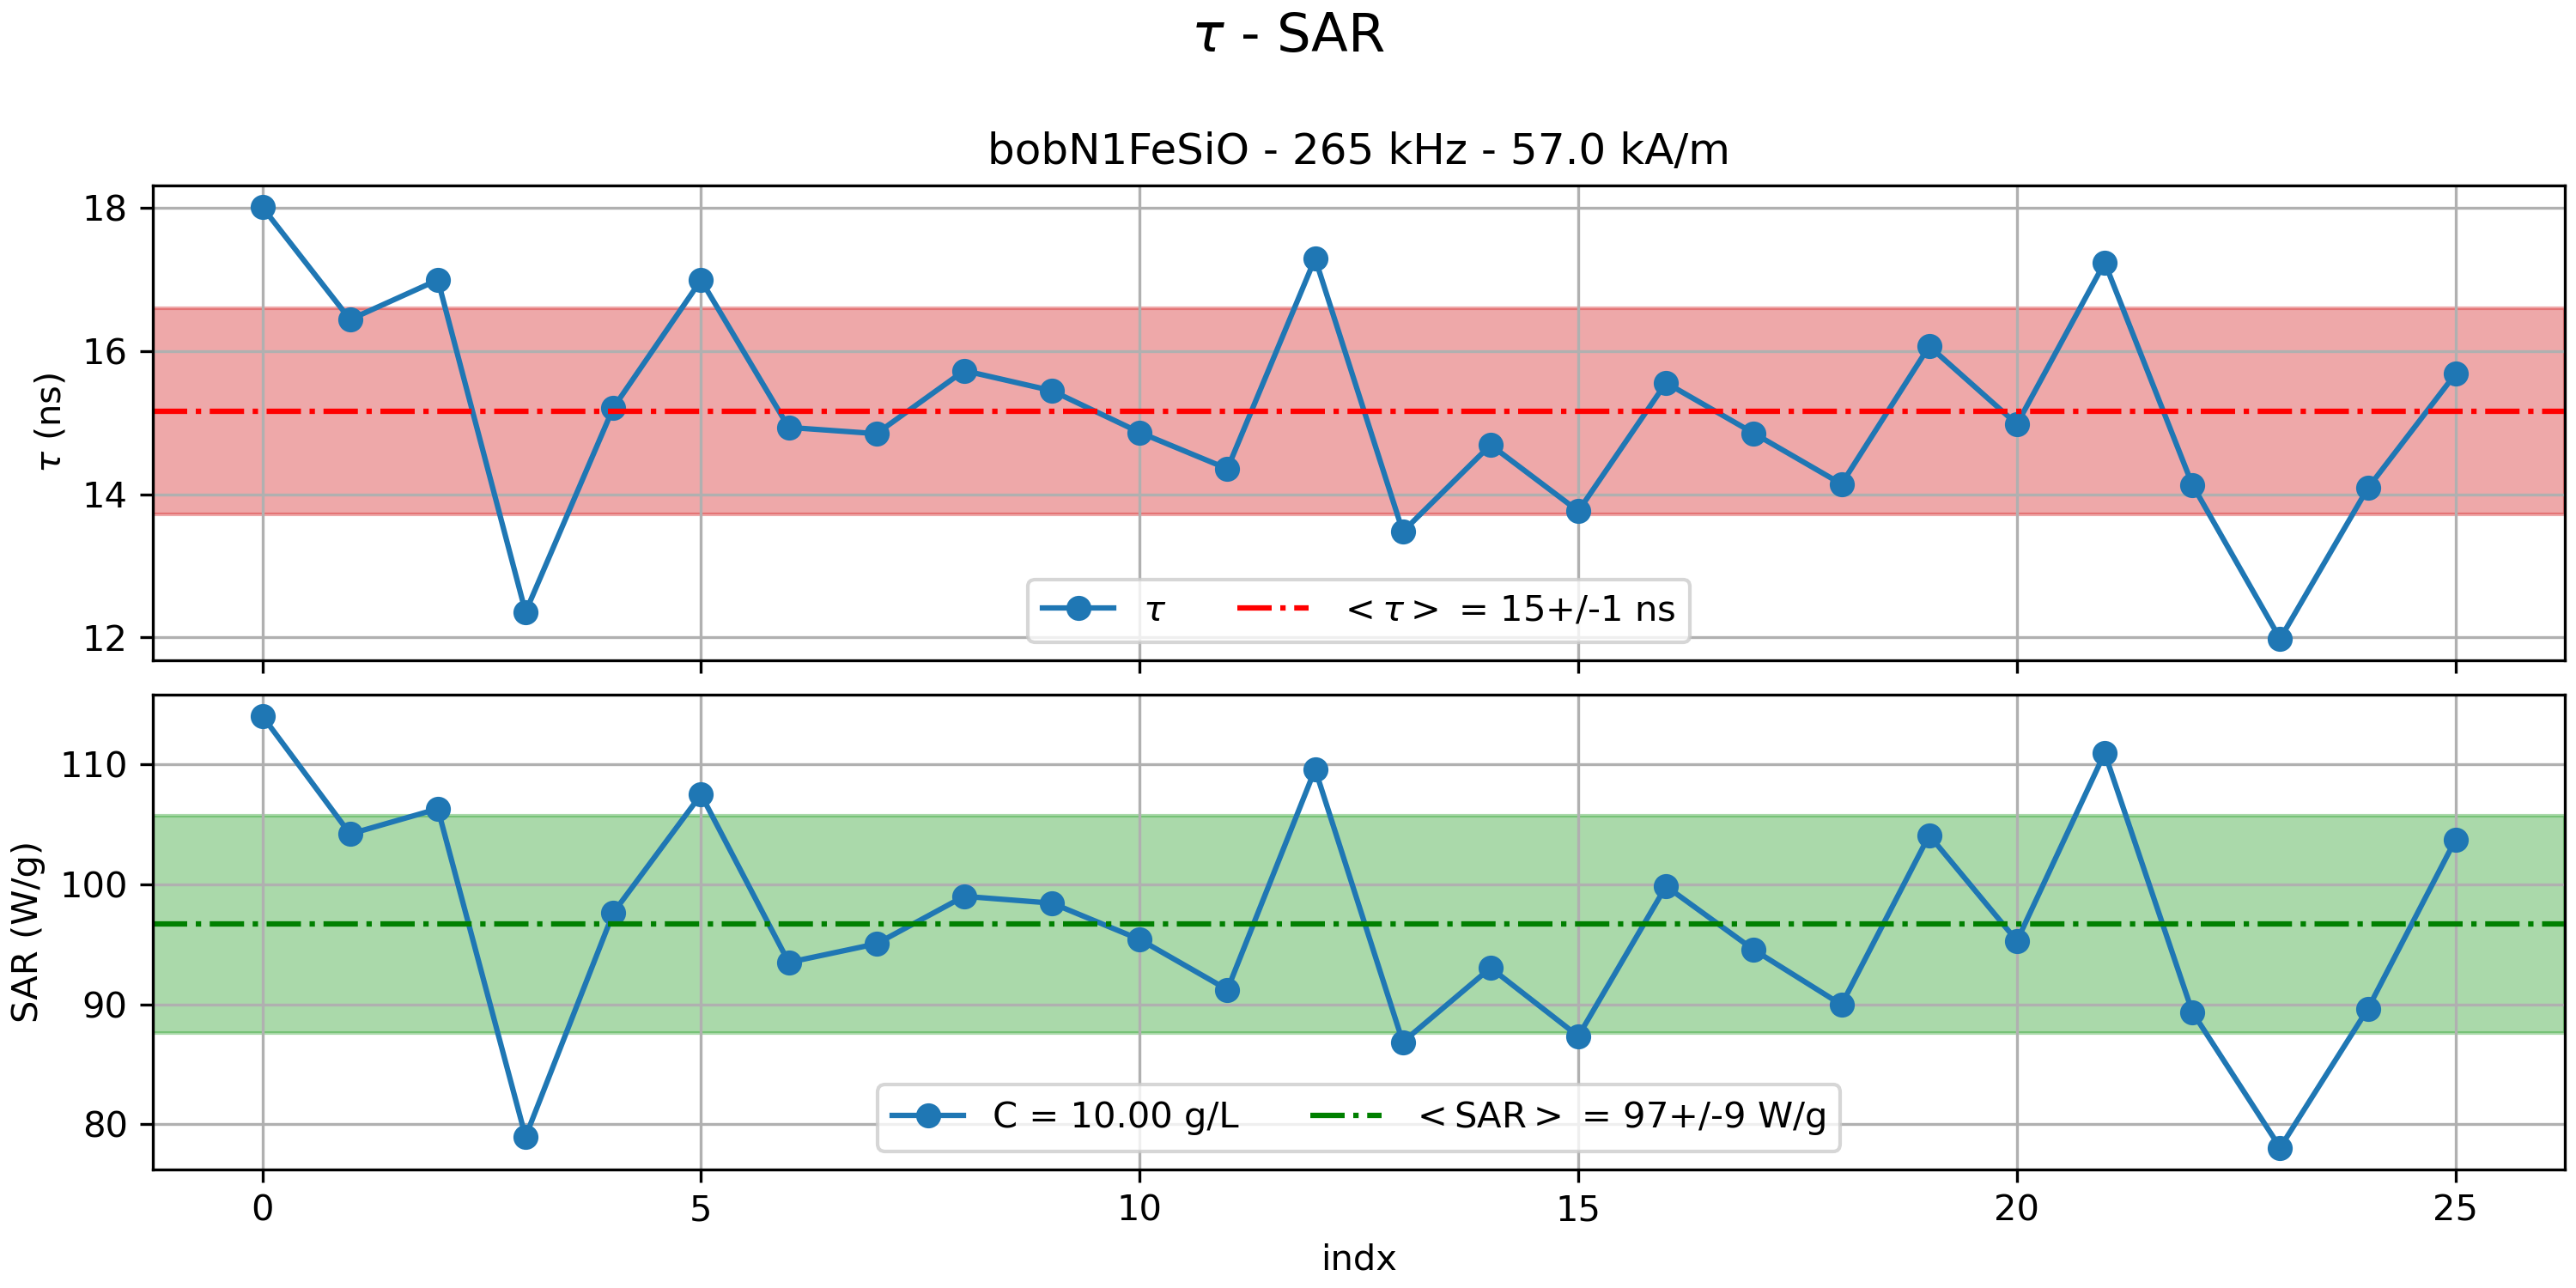 τ - SAR
bobN1FeSiO - 265 kHz - 57.0 kA/m
18
16
14
12
τ (ns)
τ
<τ> = 15+/-1 ns
110
100
90
80
SAR (W/g)
C = 10.00 g/L
<SAR> = 97+/-9 W/g
0 5 10 15 20 25
indx